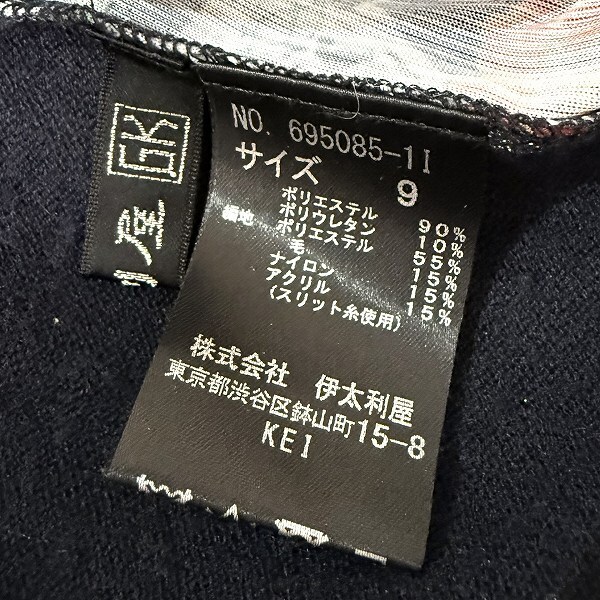 NO. 695085-1I
サイズ 9
ポリエステル 90%
ポリウレタン 10%
ポリエステル 55%
毛 15%
ナイロン 15%
アクリル 15%
(スリット糸使用)
株式会社 伊太利屋
東京都渋谷区鉢山町15-8
KEI
GK
屋